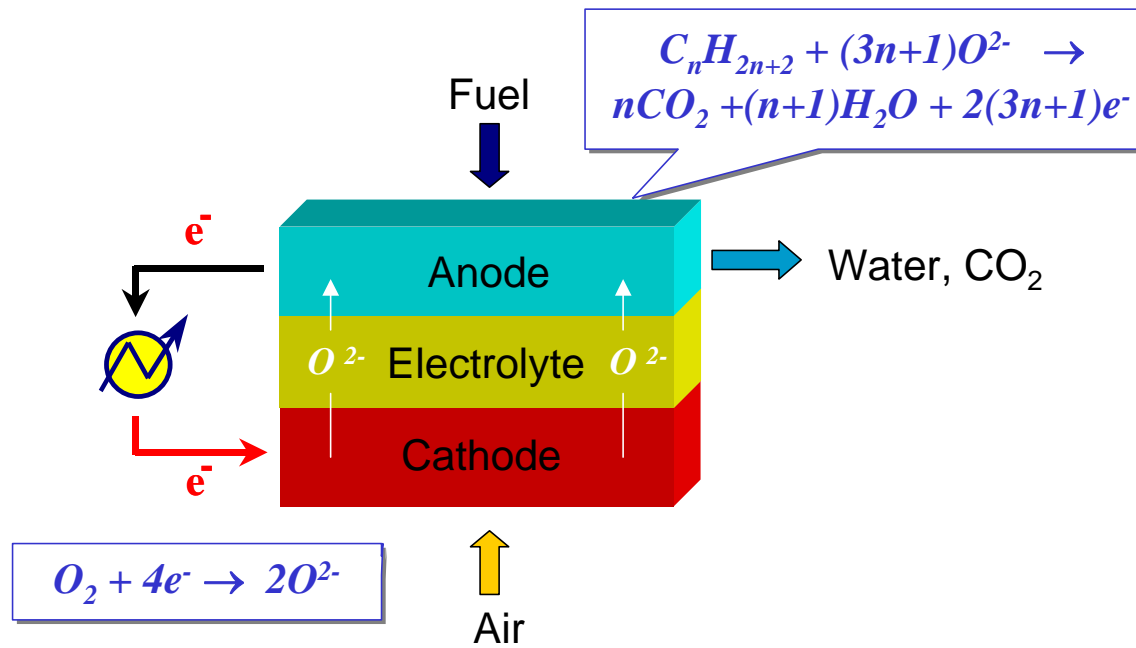 CₙH₂ₙ₊₂ + (3n+1)O²⁻ →
nCO₂ +(n+1)H₂O + 2(3n+1)e⁻
Fuel
e⁻
Anode
Water, CO₂
O ²⁻ Electrolyte O ²⁻
Cathode
e⁻
O₂ + 4e⁻ → 2O²⁻
Air